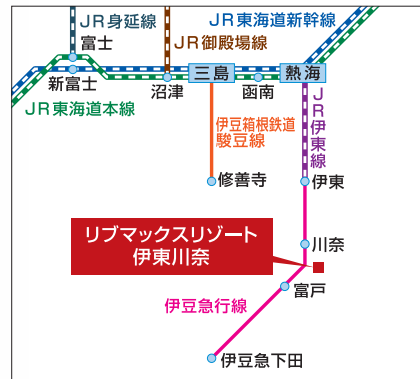 JR身延線
富士
JR東海道新幹線
JR御殿場線
三島
熱海
新富士
沼津
函南
JR東海道本線
伊豆箱根鉄道
駿豆線
JR伊東線
修善寺
伊東
リブマックスリゾート
伊東川奈
川奈
富戸
伊豆急行線
伊豆急下田